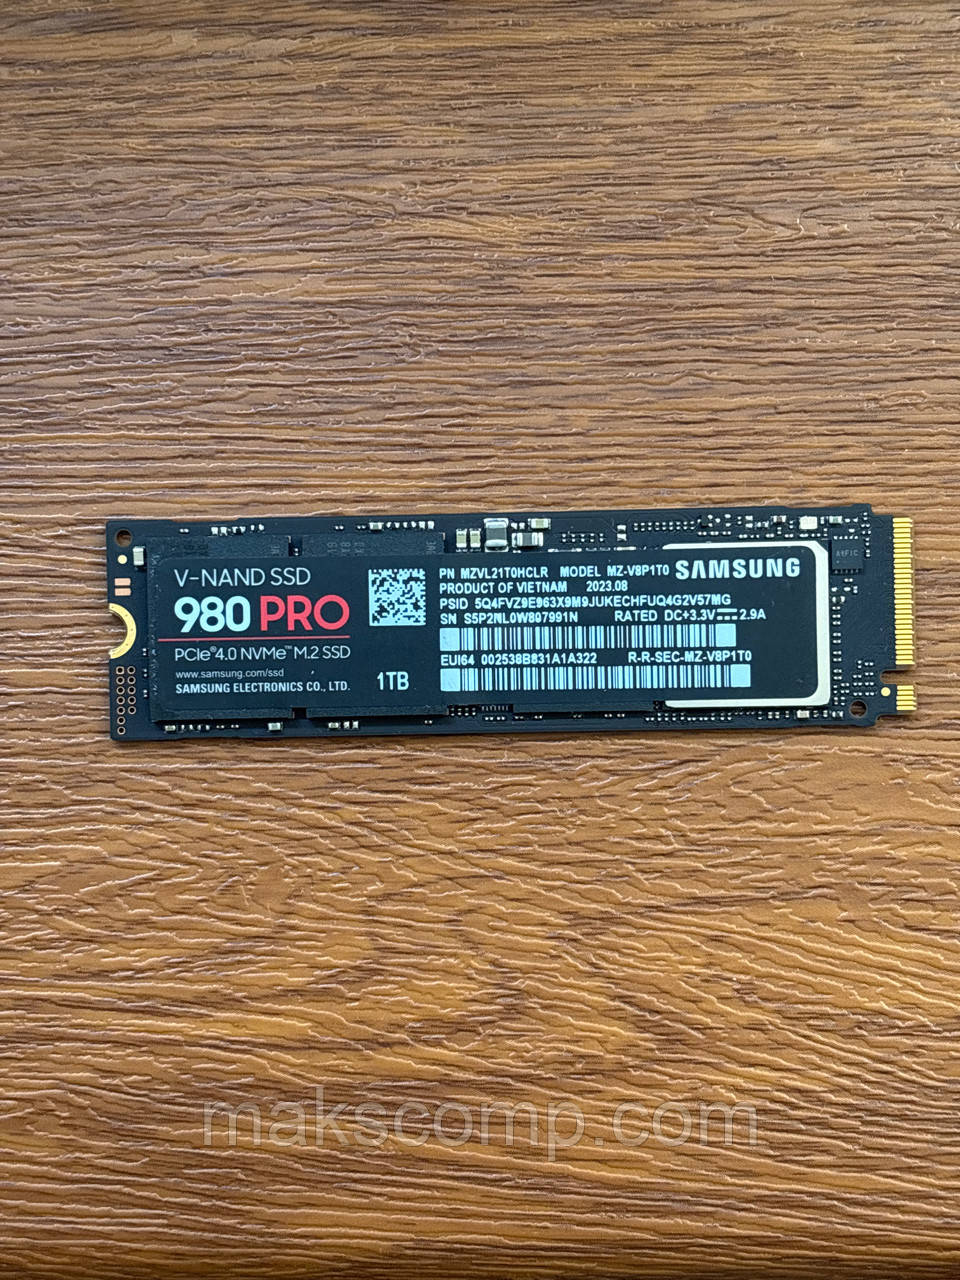 V-NAND SSD
980 PRO
PCIe®4.0 NVMe™ M.2 SSD
www.samsung.com/ssd
SAMSUNG ELECTRONICS CO., LTD.
1TB
PN MZVL21T0HCLR MODEL MZ-V8P1T0
SAMSUNG
PRODUCT OF VIETNAM 2023.08
PSID 5Q4FVZ9E963X9M9JUKECHFUQ4G2V57MG
SN S5P2NL0W807991N RATED DC+3.3V 2.9A
EUI64 002538B831A1A322 R-R-SEC-MZ-V8P1T0
makscomp.com